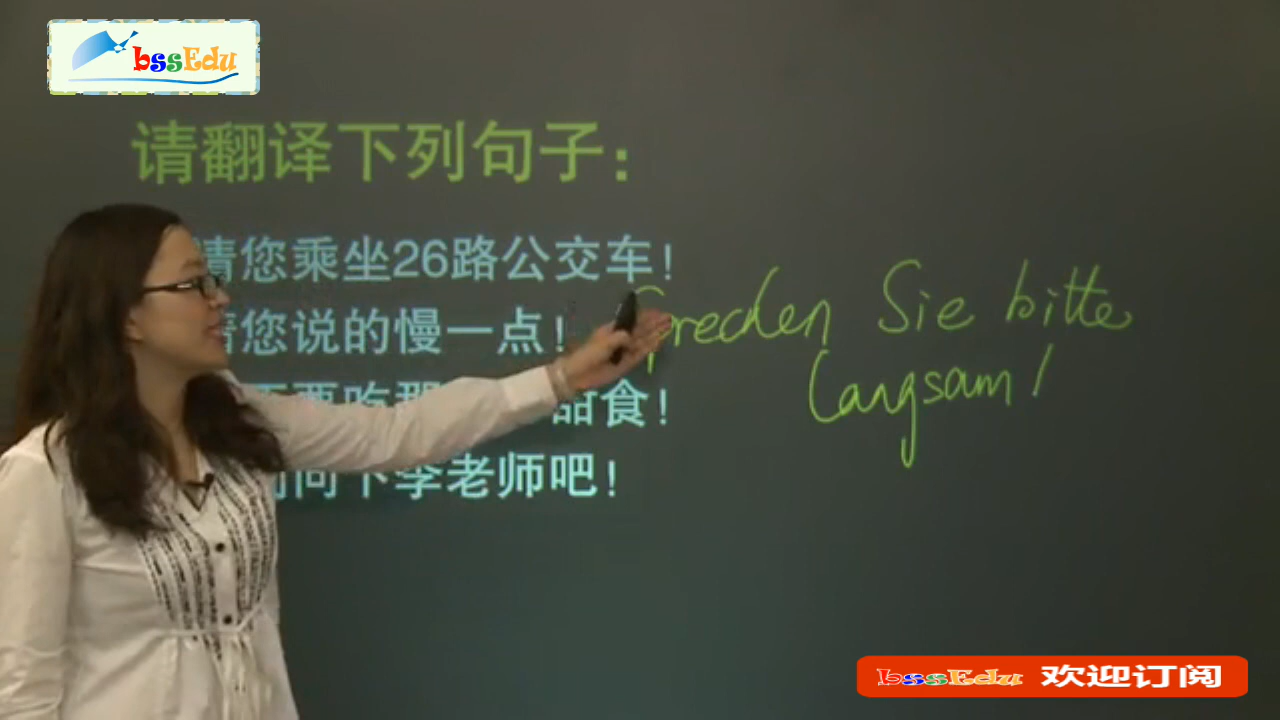 bssEdu
请翻译下列句子：
请您乘坐26路公交车！
请您说的慢一点！
甜食！
问下李老师吧！
Sie bitte
langsam!
bssEdu 欢迎订阅